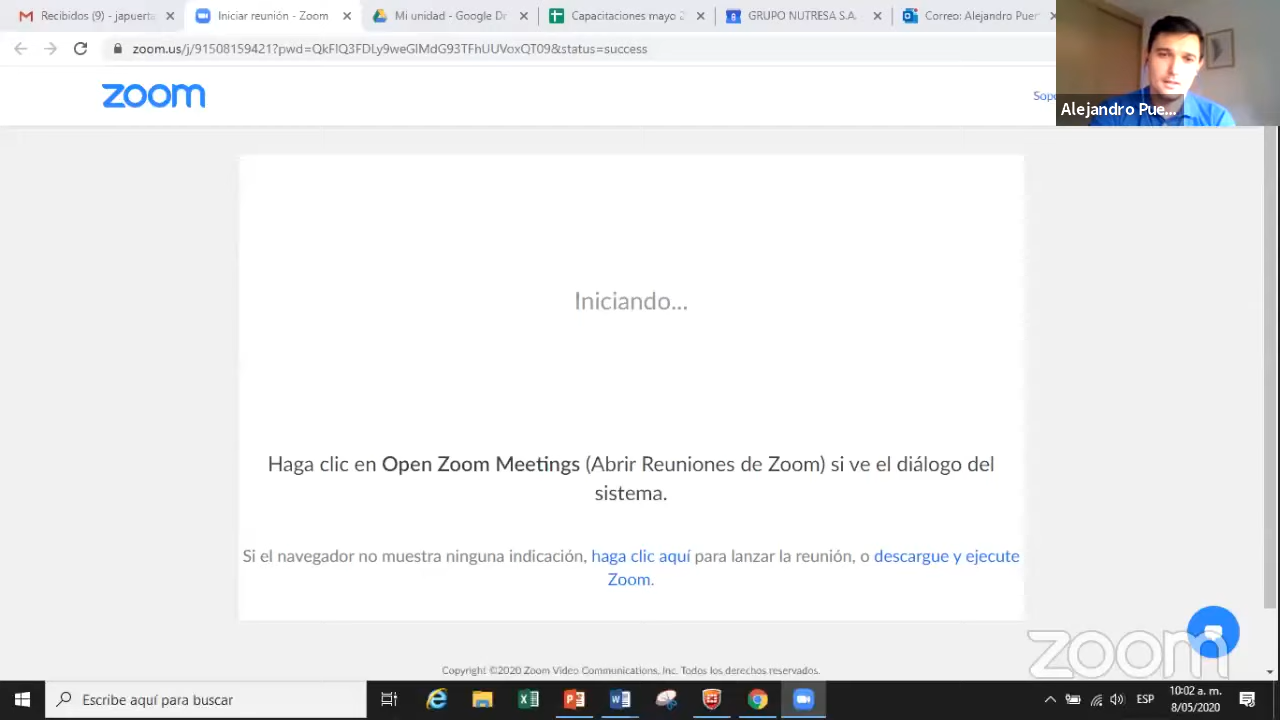 Recibidos (9) - japuerta
Iniciar reunión - Zoom
Mi unidad - Google Dr
Capacitaciones mayo 2
GRUPO NUTRESA S.A.
Correo: Alejandro Puer
zoom.us/j/91508159421?pwd=QkFlQ3FDLy9weGlMdG93TFhUUVoxQT09&status=success
zoom
Sopo
Alejandro Pue...
Iniciando...
Haga clic en Open Zoom Meetings (Abrir Reuniones de Zoom) si ve el diálogo del
sistema.
Si el navegador no muestra ninguna indicación, haga clic aquí para lanzar la reunión, o descargue y ejecute
Zoom.
zoom
Copyright ©2020 Zoom Video Communications, Inc. Todos los derechos reservados.
Escribe aquí para buscar
ESP
10:02 a. m.
8/05/2020